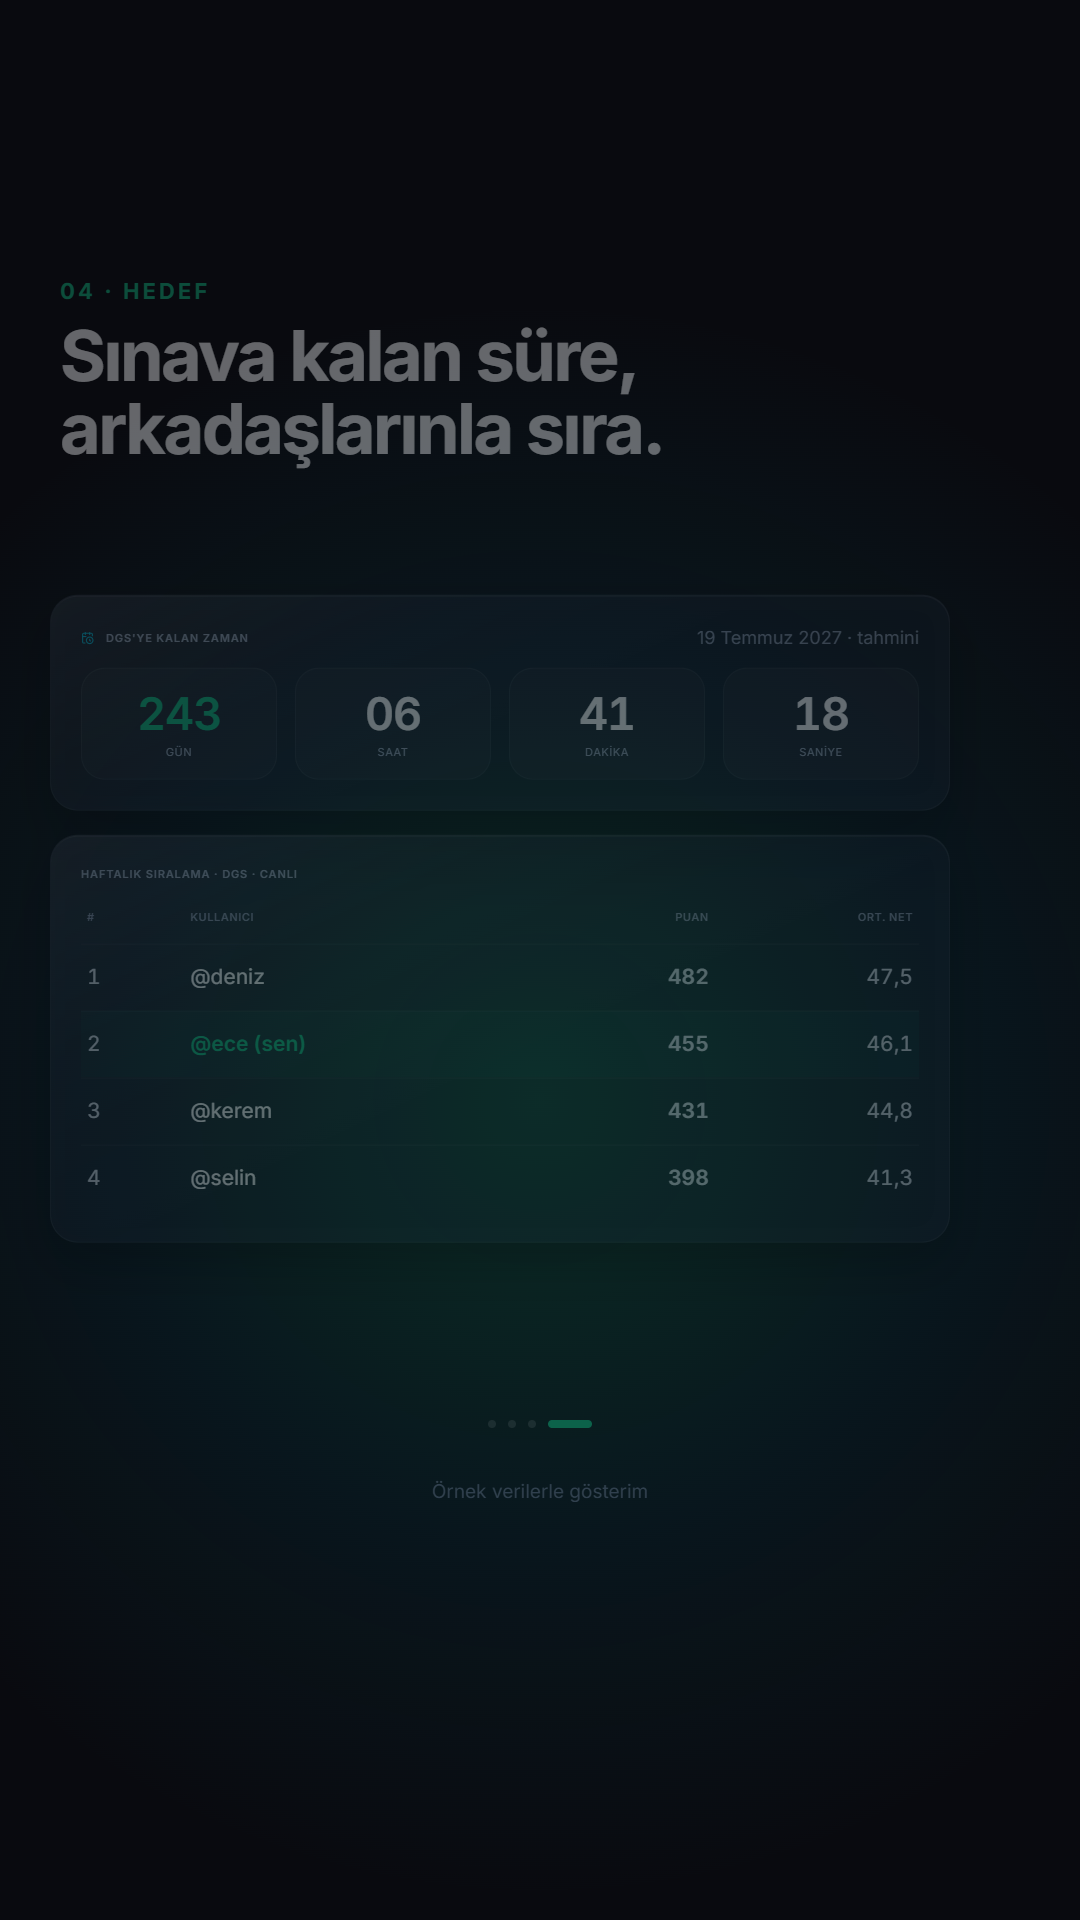 04 · HEDEF
Sınava kalan süre,
arkadaşlarınla sıra.
DGS'YE KALAN ZAMAN
19 Temmuz 2027 · tahmini
243
06
41
18
GÜN
SAAT
DAKİKA
SANİYE
HAFTALIK SIRALAMA · DGS · CANLI
# KULLANICI PUAN ORT. NET
1 @deniz 482 47,5
2 @ece (sen) 455 46,1
3 @kerem 431 44,8
4 @selin 398 41,3
Örnek verilerle gösterim